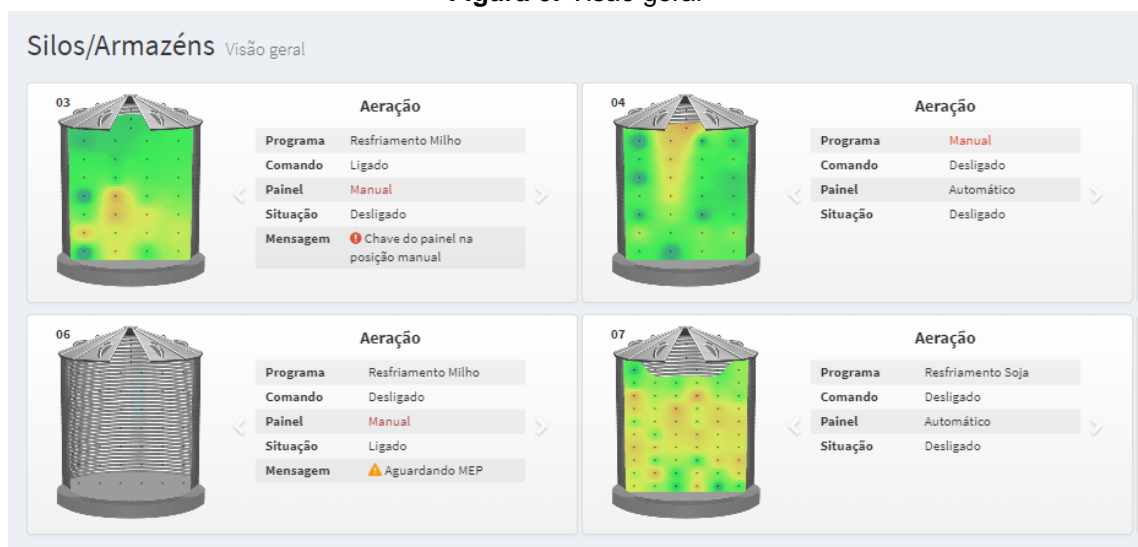 Silos/Armazéns Visão geral
03
Aeração
Programa Resfriamento Milho
Comando Ligado
Painel Manual
Situação Desligado
Mensagem Chave do painel na
posição manual
04
Aeração
Programa Manual
Comando Desligado
Painel Automático
Situação Desligado
06
Aeração
Programa Resfriamento Milho
Comando Desligado
Painel Manual
Situação Ligado
Mensagem Aguardando MEP
07
Aeração
Programa Resfriamento Soja
Comando Desligado
Painel Automático
Situação Desligado